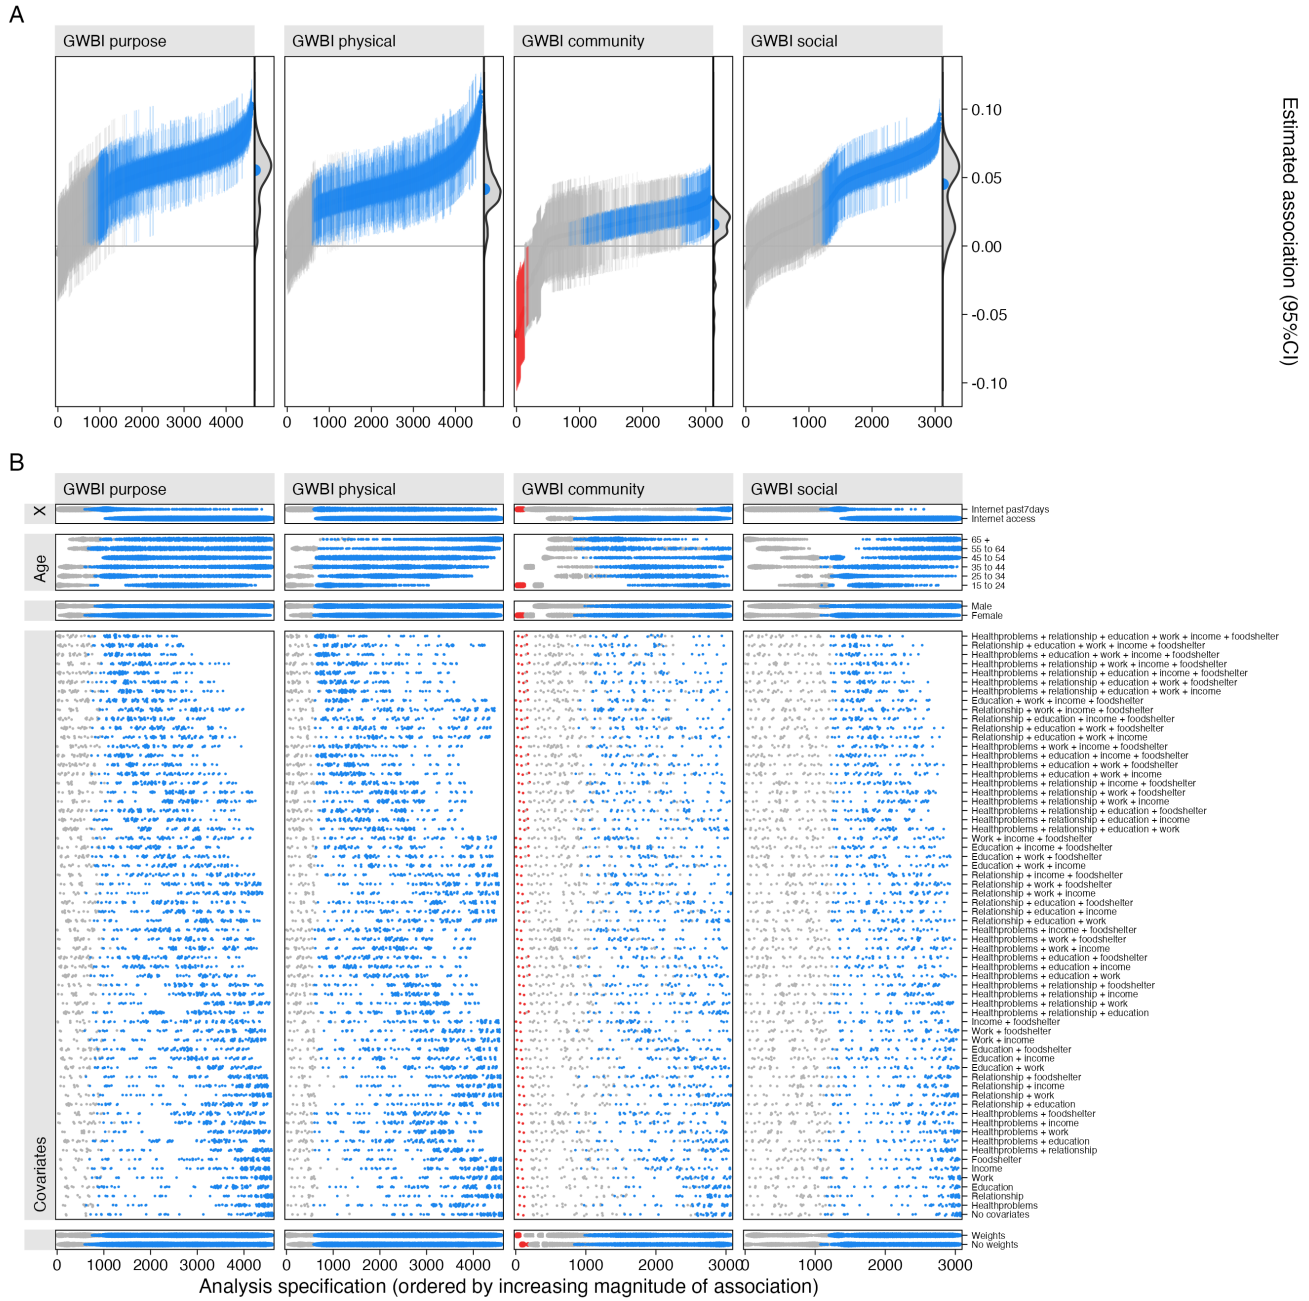 A
GWBI purpose
GWBI physical
GWBI community
GWBI social
0.10
0.05
0.00
-0.05
-0.10
Estimated association (95%CI)
0 1000 2000 3000 4000
0 1000 2000 3000 4000
0 1000 2000 3000
0 1000 2000 3000
B
GWBI purpose
GWBI physical
GWBI community
GWBI social
X
Internet past7days
Internet access
Age
65 +
55 to 64
45 to 54
35 to 44
25 to 34
15 to 24
Male
Female
Covariates
Healthproblems + relationship + education + work + income + foodshelter
Relationship + education + work + income + foodshelter
Healthproblems + education + work + income + foodshelter
Healthproblems + relationship + work + income + foodshelter
Healthproblems + relationship + education + income + foodshelter
Healthproblems + relationship + education + work + foodshelter
Healthproblems + relationship + education + work + income
Education + work + income + foodshelter
Relationship + work + income + foodshelter
Relationship + education + income + foodshelter
Relationship + education + work + foodshelter
Relationship + education + work + income
Healthproblems + work + income + foodshelter
Healthproblems + education + income + foodshelter
Healthproblems + education + work + foodshelter
Healthproblems + education + work + income
Healthproblems + relationship + income + foodshelter
Healthproblems + relationship + work + foodshelter
Healthproblems + relationship + work + income
Healthproblems + relationship + education + foodshelter
Healthproblems + relationship + education + income
Healthproblems + relationship + education + work
Work + income + foodshelter
Education + income + foodshelter
Education + work + foodshelter
Education + work + income
Relationship + income + foodshelter
Relationship + work + foodshelter
Relationship + work + income
Relationship + education + foodshelter
Relationship + education + income
Relationship + education + work
Healthproblems + income + foodshelter
Healthproblems + work + foodshelter
Healthproblems + work + income
Healthproblems + education + foodshelter
Healthproblems + education + income
Healthproblems + education + work
Healthproblems + relationship + foodshelter
Healthproblems + relationship + income
Healthproblems + relationship + work
Healthproblems + relationship + education
Income + foodshelter
Work + foodshelter
Work + income
Education + foodshelter
Education + income
Education + work
Relationship + foodshelter
Relationship + income
Relationship + work
Relationship + education
Healthproblems + foodshelter
Healthproblems + income
Healthproblems + work
Healthproblems + education
Healthproblems + relationship
Foodshelter
Income
Work
Education
Relationship
Healthproblems
No covariates
Weights
No weights
0 1000 2000 3000 4000
0 1000 2000 3000 4000
0 1000 2000 3000
0 1000 2000 3000
Analysis specification (ordered by increasing magnitude of association)